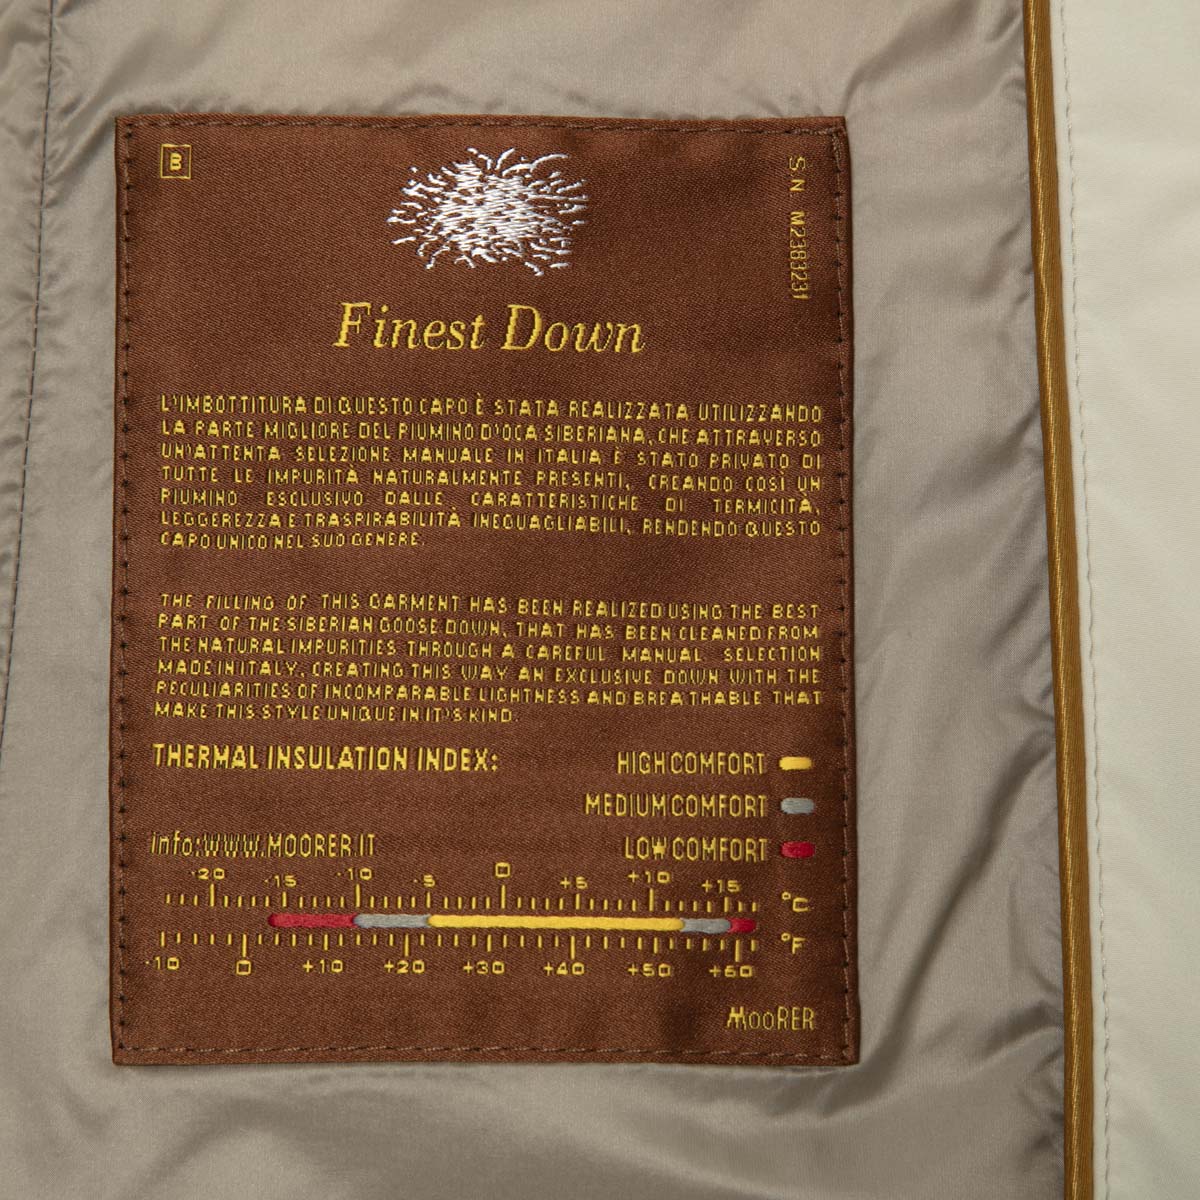 B
S.N. M2383231
Finest Down
L'IMBOTTITURA DI QUESTO CAPO È STATA REALIZZATA UTILIZZANDO
LA PARTE MIGLIORE DEL PIUMINO D'OCA SIBERIANA, CHE ATTRAVERSO
UN'ATTENTA SELEZIONE MANUALE IN ITALIA È STATO PRIVATO DI
TUTTE LE IMPURITÀ NATURALMENTE PRESENTI, CREANDO COSÌ UN
PIUMINO ESCLUSIVO DALLE CARATTERISTICHE DI TERMICITÀ,
LEGGEREZZA E TRASPIRABILITÀ INEGUAGLIABILI, RENDENDO QUESTO
CAPO UNICO NEL SUO GENERE.
THE FILLING OF THIS GARMENT HAS BEEN REALIZED USING THE BEST
PART OF THE SIBERIAN GOOSE DOWN, THAT HAS BEEN CLEANED FROM
THE NATURAL IMPURITIES THROUGH A CAREFUL MANUAL SELECTION
MADE IN ITALY, CREATING THIS WAY AN EXCLUSIVE DOWN WITH THE
PECULIARITIES OF INCOMPARABLE LIGHTNESS AND BREATHABLE THAT
MAKE THIS STYLE UNIQUE IN IT'S KIND.
THERMAL INSULATION INDEX: HIGH COMFORT
MEDIUM COMFORT
info:WWW.MOORER.IT LOW COMFORT
-20 -15 -10 -5 0 +5 +10 +15 °C
°F
-10 0 +10 +20 +30 +40 +50 +60
MooRER